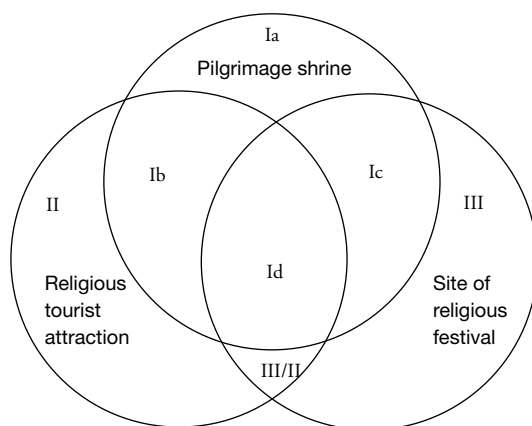 Ia
Pilgrimage shrine
Ib
Ic
II
III
Id
Religious
tourist
attraction
Site of
religious
festival
III/II